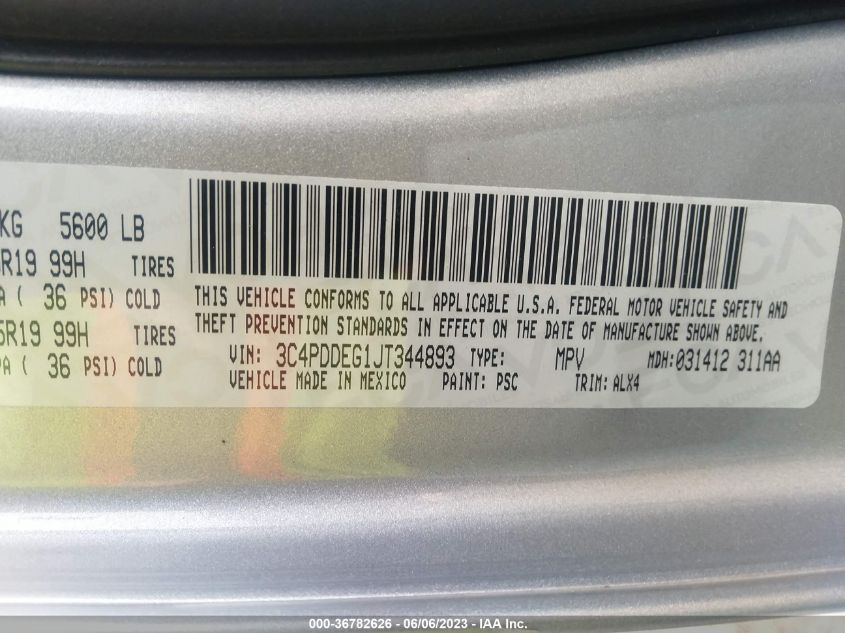 KG 5600 LB
R19 99H TIRES
A ( 36 PSI) COLD
5R19 99H TIRES
PA ( 36 PSI) COLD
THIS VEHICLE CONFORMS TO ALL APPLICABLE U.S.A. FEDERAL MOTOR VEHICLE SAFETY AND
THEFT PREVENTION STANDARDS IN EFFECT ON THE DATE OF MANUFACTURE SHOWN ABOVE.
VIN: 3C4PDDEG1JT344893 TYPE: MPV MDH:031412 311AA
VEHICLE MADE IN MEXICO PAINT: PSC TRIM: ALX4
000-36782626 - 06/06/2023 - IAA Inc.